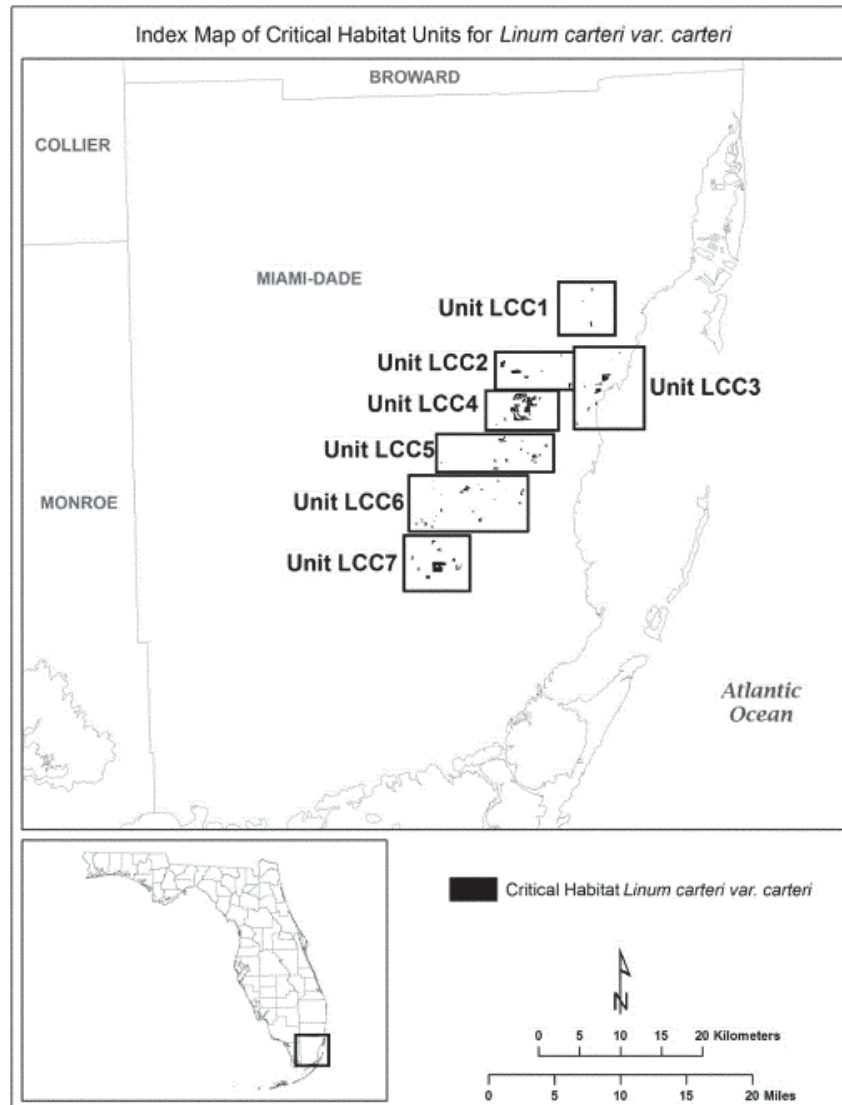 Index Map of Critical Habitat Units for Linum carteri var. carteri
BROWARD
COLLIER
MIAMI-DADE
Unit LCC1
Unit LCC2
Unit LCC3
Unit LCC4
Unit LCC5
Unit LCC6
MONROE
Unit LCC7
Atlantic
Ocean
Critical Habitat Linum carteri var. carteri
N
0 5 10 15 20 Kilometers
0 5 10 15 20 Miles